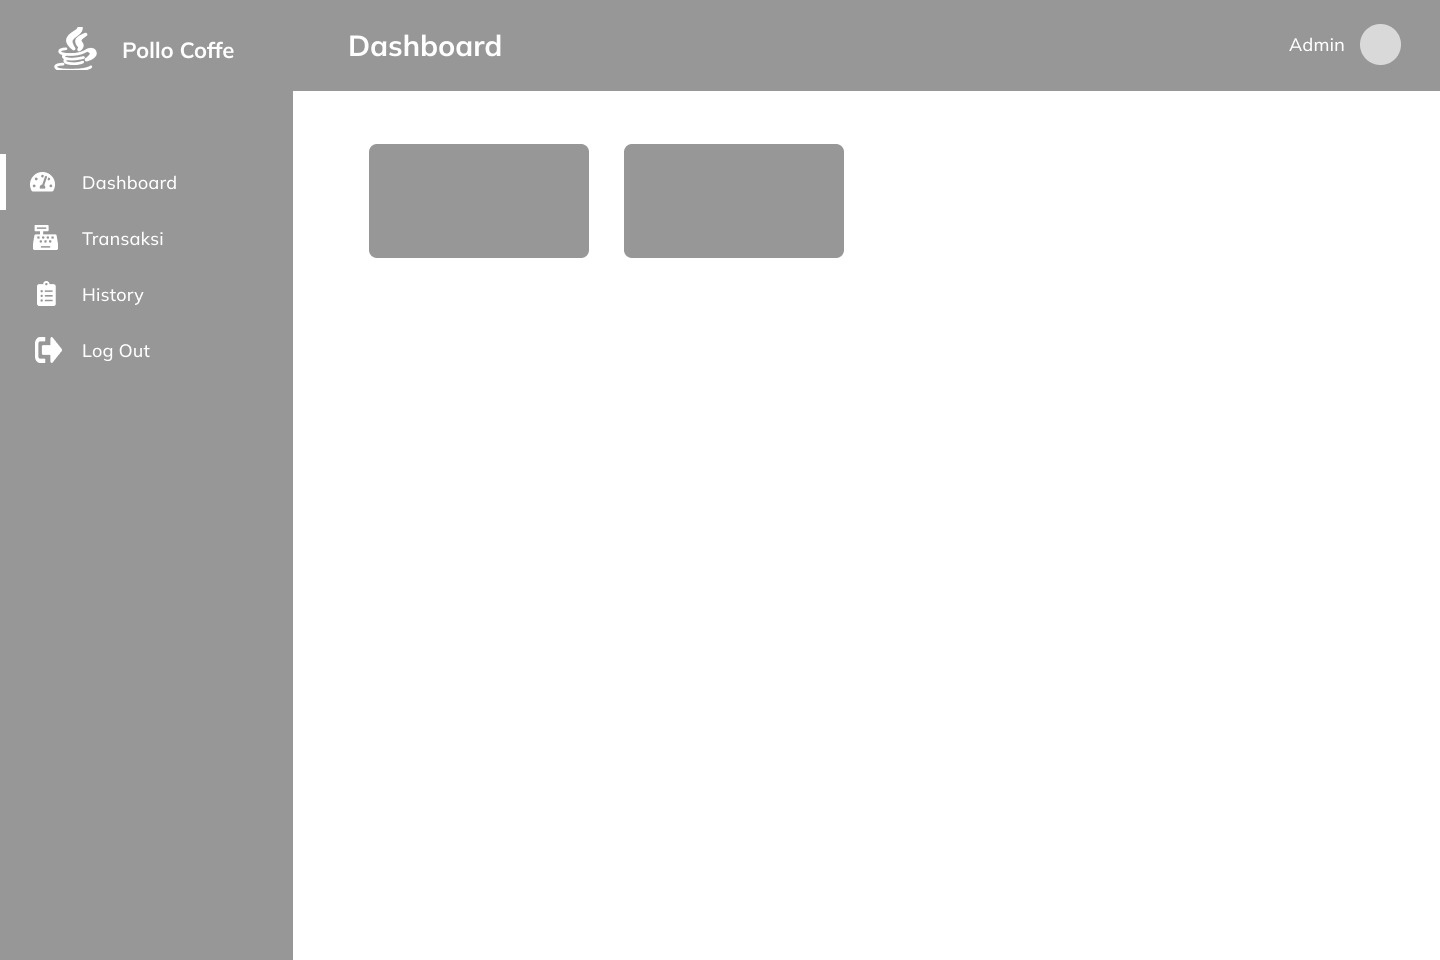 Pollo Coffe
Dashboard
Admin
Dashboard
Transaksi
History
Log Out